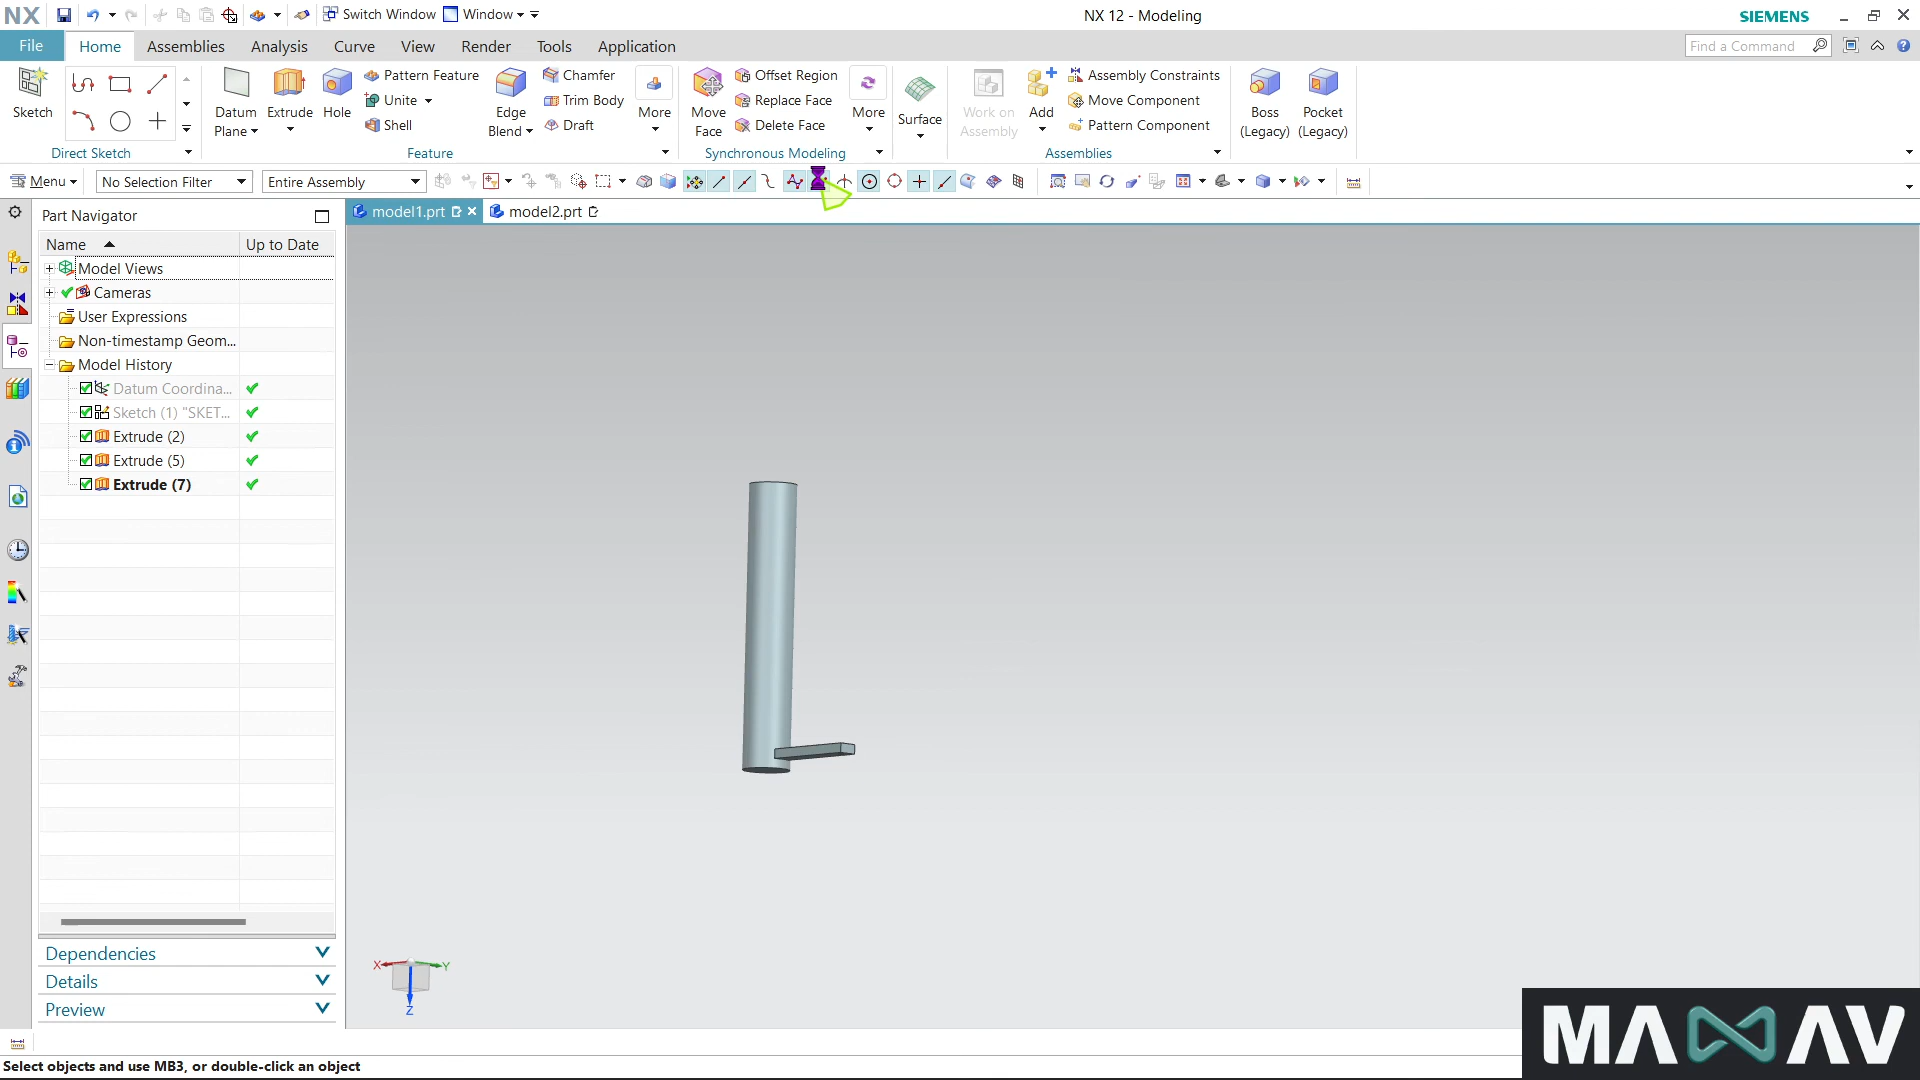 NX
Switch Window
Window
NX 12 - Modeling
SIEMENS
File
Home
Assemblies
Analysis
Curve
View
Render
Tools
Application
Find a Command
Sketch
Direct Sketch
Datum
Plane
Extrude
Hole
Pattern Feature
Unite
Shell
Edge
Blend
Chamfer
Trim Body
Draft
More
Feature
Move
Face
Offset Region
Replace Face
Delete Face
More
Synchronous Modeling
Surface
Work on
Assembly
Add
Assembly Constraints
Move Component
Pattern Component
Assemblies
Boss
(Legacy)
Pocket
(Legacy)
Menu
No Selection Filter
Entire Assembly
Part Navigator
model1.prt
model2.prt
Name
Up to Date
Model Views
Cameras
User Expressions
Non-timestamp Geom...
Model History
Datum Coordina...
Sketch (1) "SKET...
Extrude (2)
Extrude (5)
Extrude (7)
Dependencies
Details
Preview
X
Y
Z
Select objects and use MB3, or double-click an object
MANAV